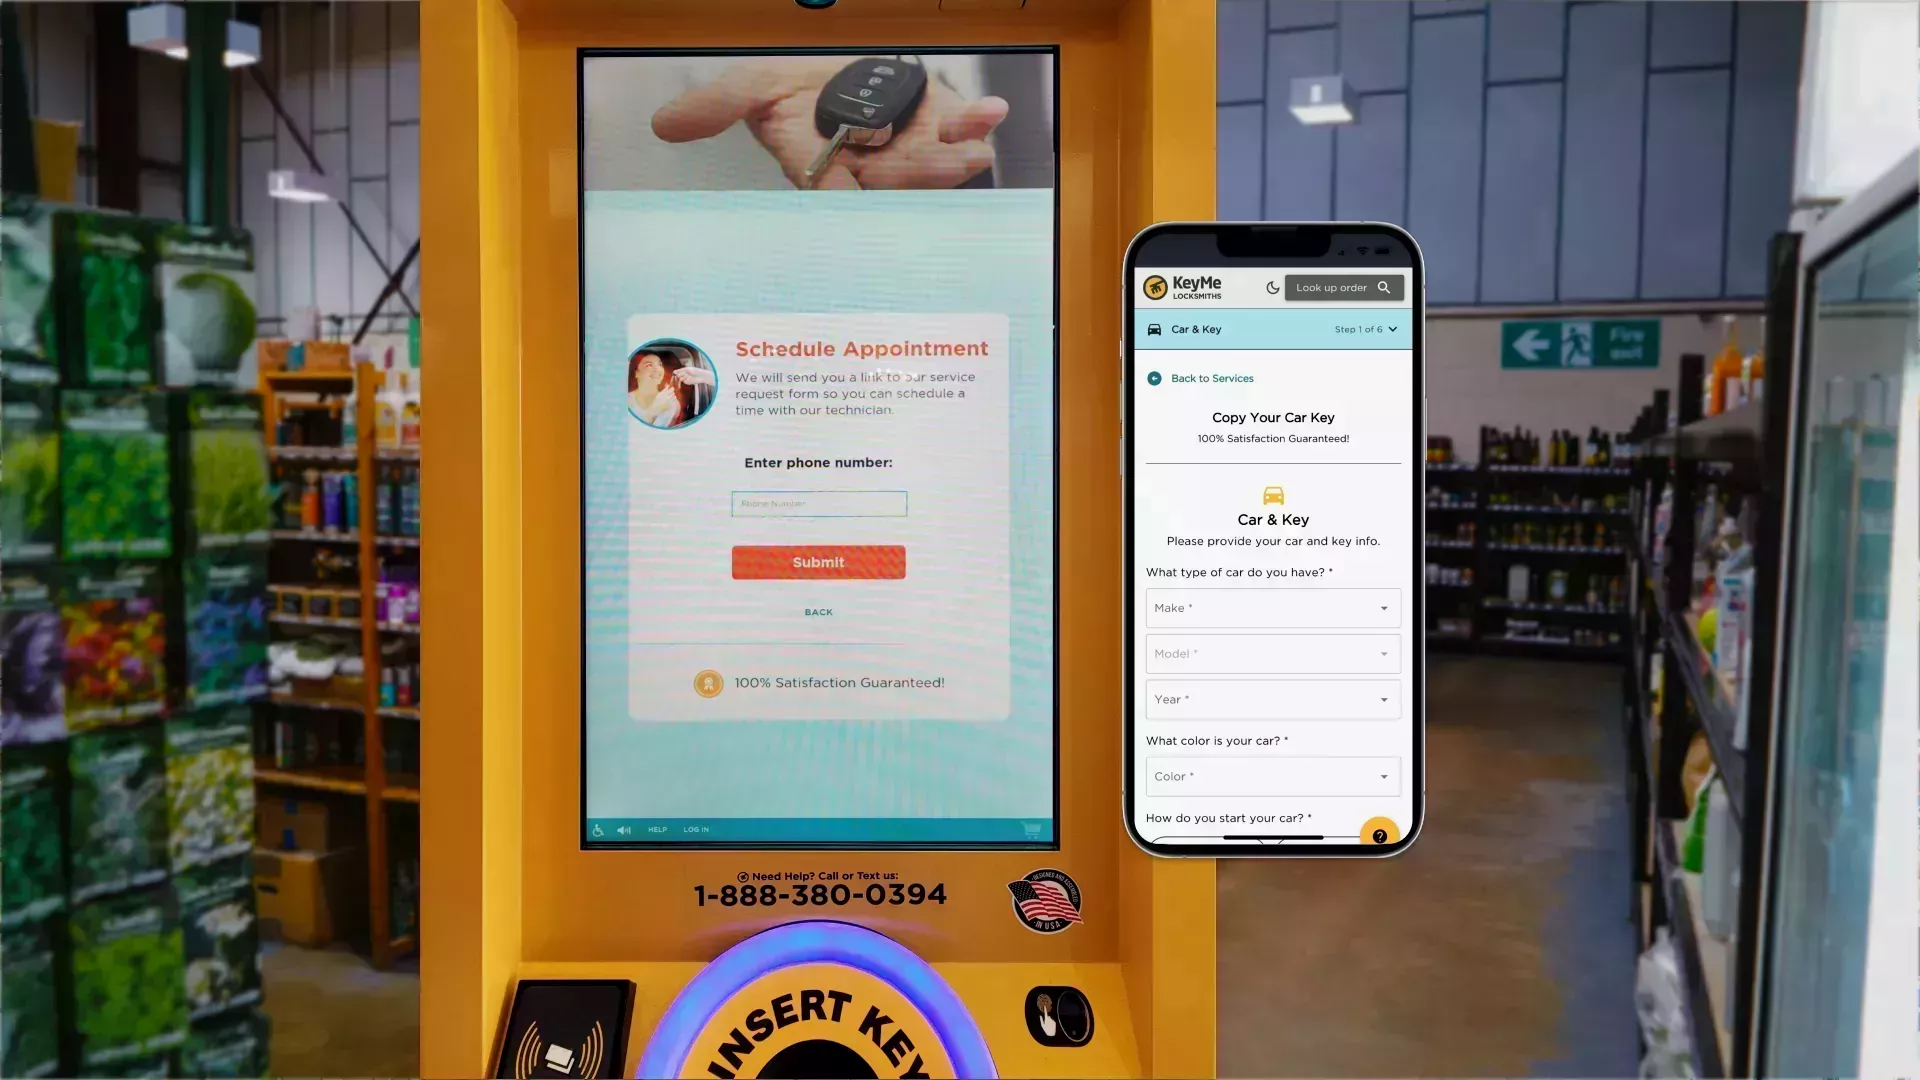 Schedule Appointment
We will send you a link to our service
request form so you can schedule a
time with our technician.
Enter phone number:
Phone Number
Submit
BACK
100% Satisfaction Guaranteed!
HELP
LOG IN
Need Help? Call or Text us:
1-888-380-0394
DESIGNED AND ASSEMBLED
IN USA
INSERT KEY
KeyMe
LOCKSMITHS
Look up order
Car & Key
Step 1 of 6
Back to Services
Copy Your Car Key
100% Satisfaction Guaranteed!
Car & Key
Please provide your car and key info.
What type of car do you have? *
Make *
Model *
Year *
What color is your car? *
Color *
How do you start your car? *
?
Fire
exit